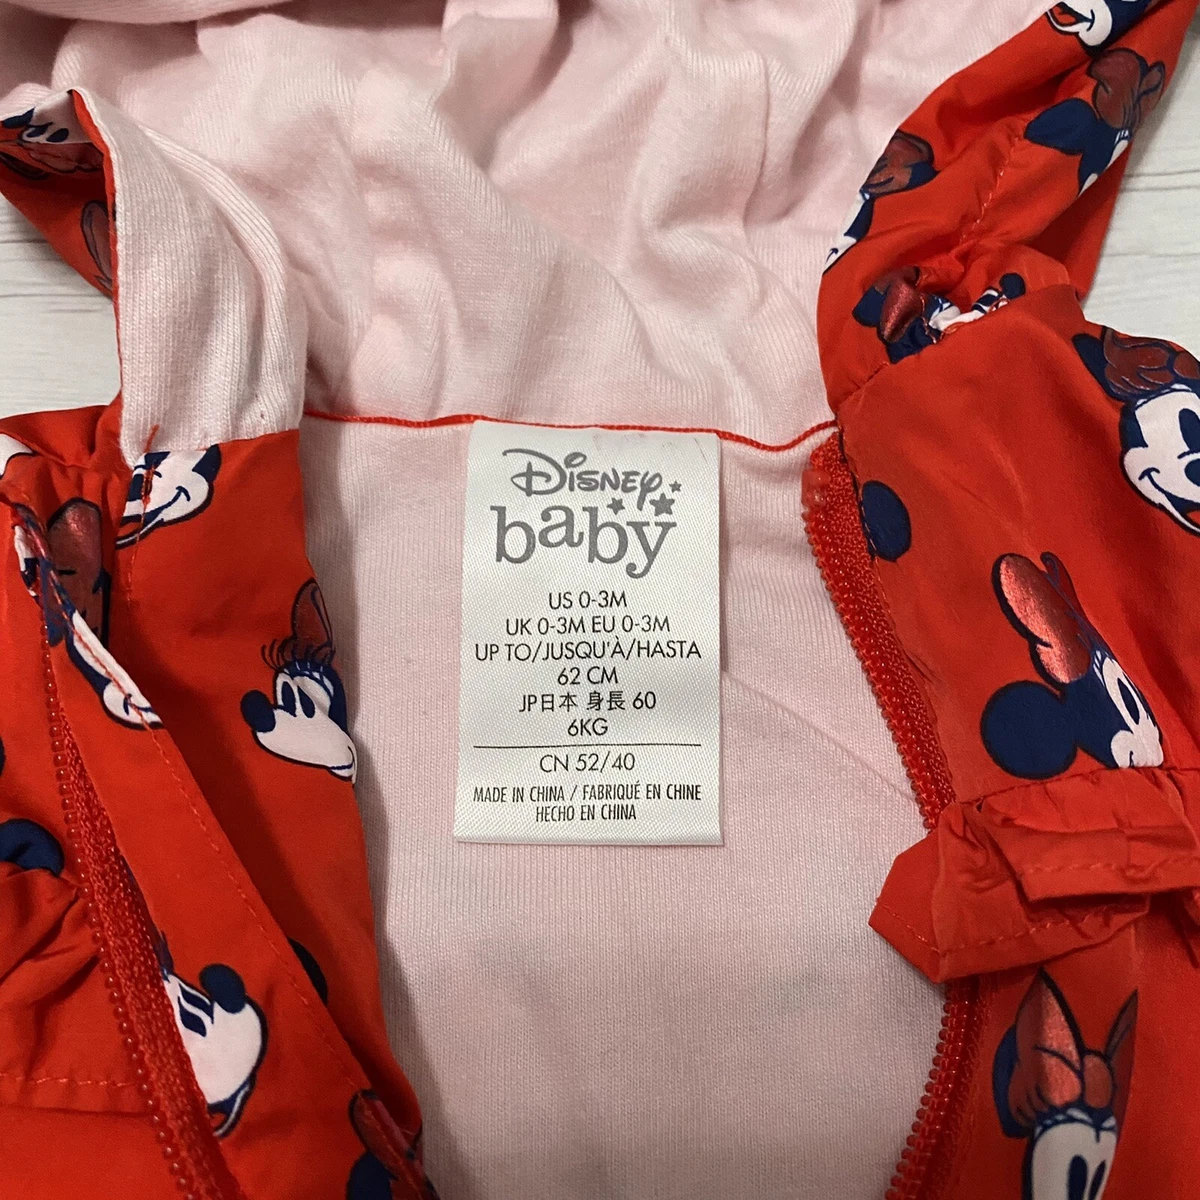 Disney
baby
US 0-3M
UK 0-3M EU 0-3M
UP TO/JUSQU'À/HASTA
62 CM
JP日本 身長 60
6KG
CN 52/40
MADE IN CHINA / FABRIQUÉ EN CHINE
HECHO EN CHINA